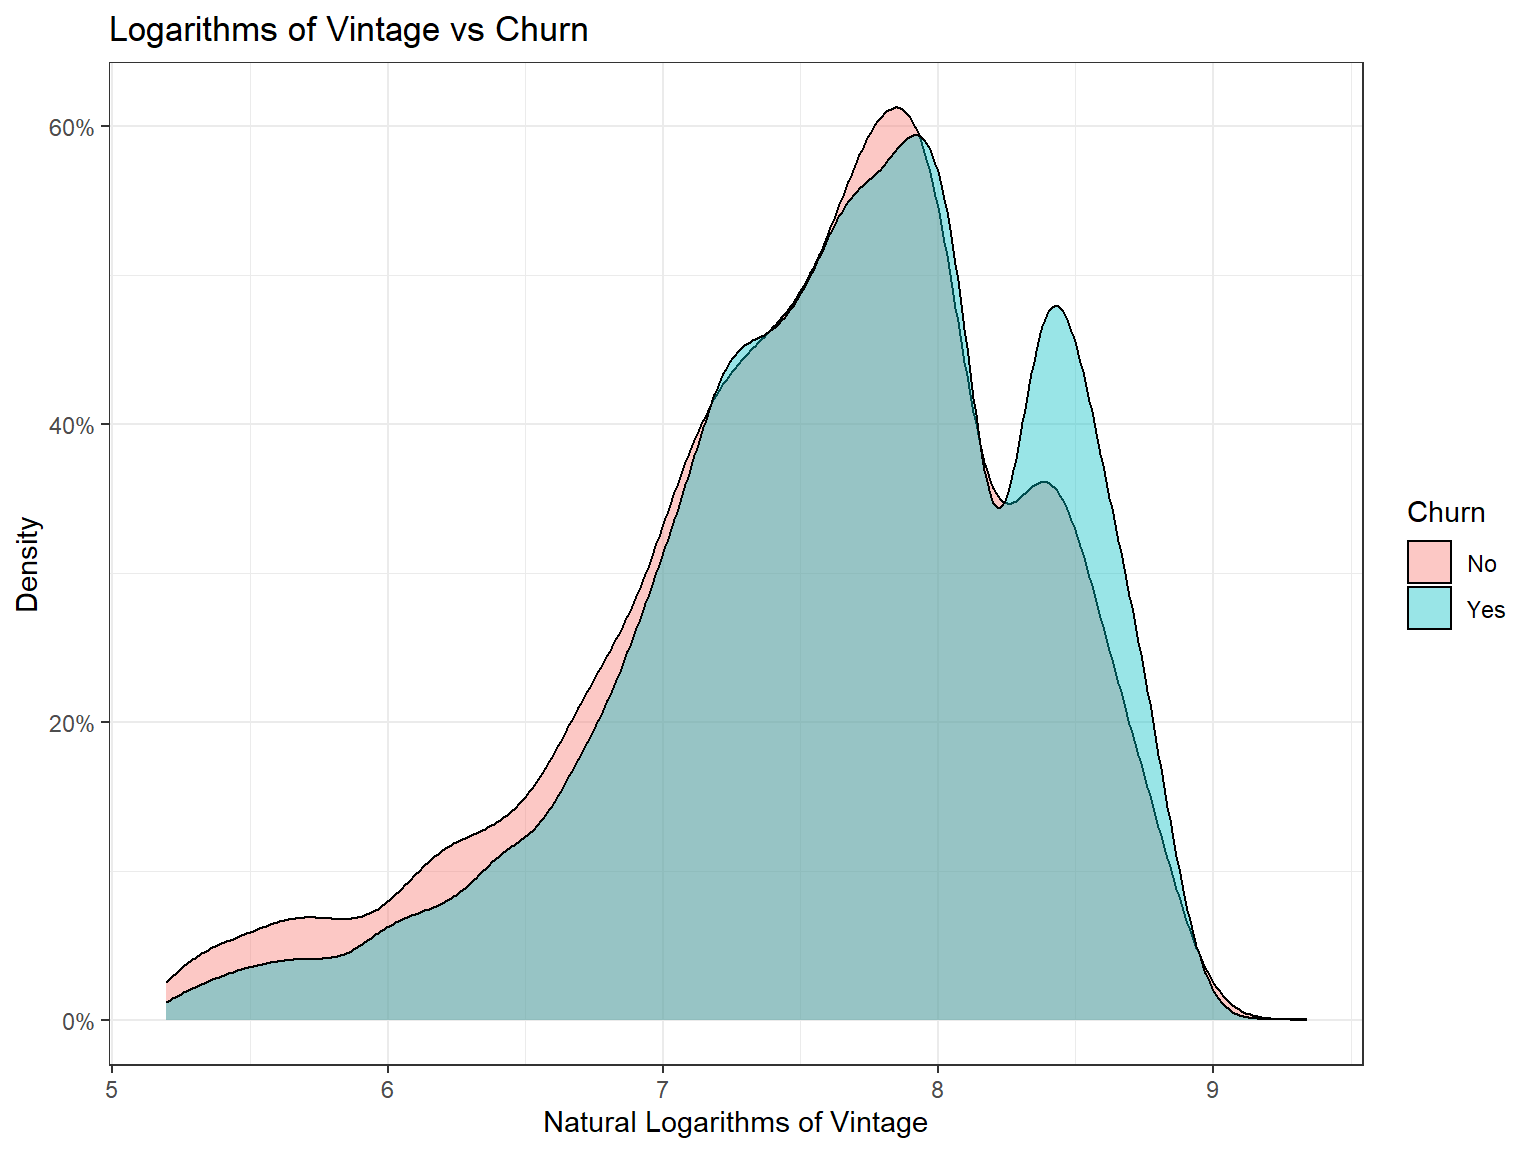 Logarithms of Vintage vs Churn
60%
40%
20%
0%
Density
5
6
7
8
9
Natural Logarithms of Vintage
Churn
No
Yes